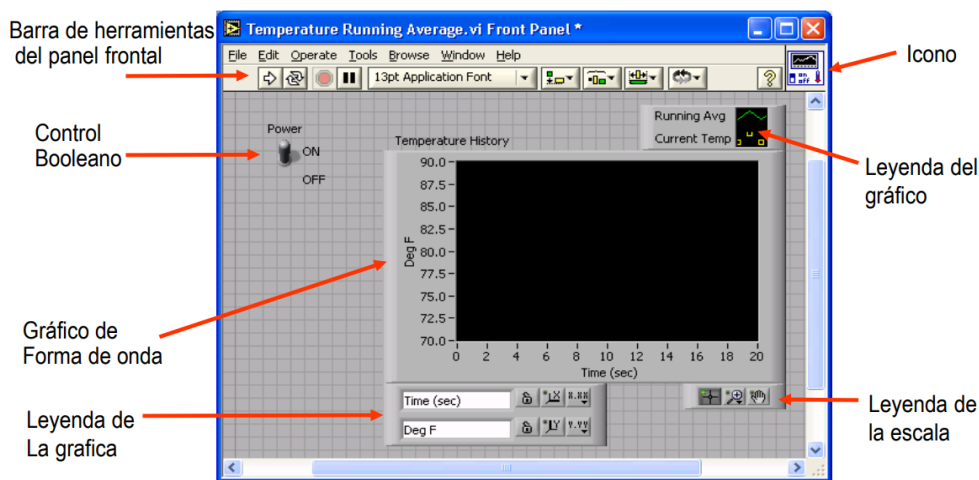 Barra de herramientas
del panel frontal
Temperature Running Average.vi Front Panel *
File Edit Operate Tools Browse Window Help
13pt Application Font
?
on
off
Icono
Control
Booleano
Power
ON
OFF
Temperature History
Running Avg
Current Temp
Leyenda del
gráfico
90.0
87.5
85.0
82.5
80.0
77.5
75.0
72.5
70.0
Deg F
0 2 4 6 8 10 12 14 16 18 20
Time (sec)
Gráfico de
Forma de onda
Leyenda de
La grafica
Time (sec)
X X.XX
Deg F
Y Y.YY
Leyenda de
la escala